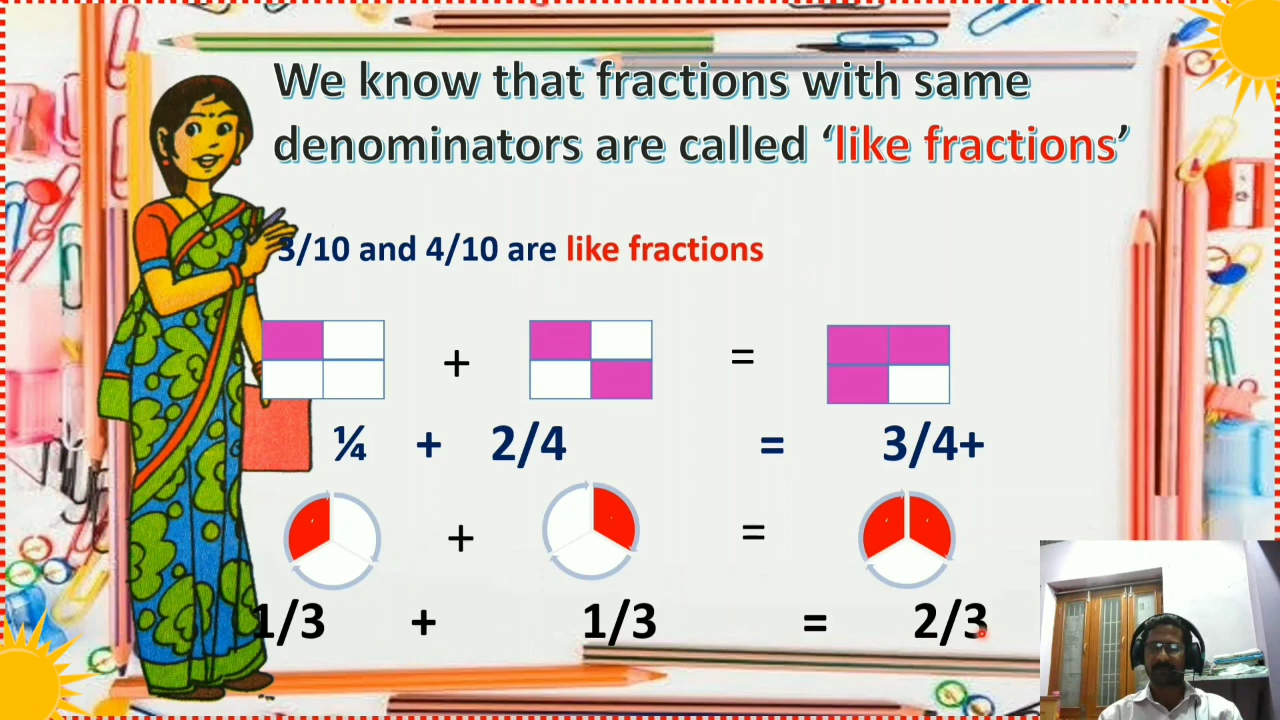 We know that fractions with same
denominators are called ‘like fractions’
3/10 and 4/10 are like fractions
+ =
¼ + 2/4 = 3/4+
+ =
1/3 + 1/3 = 2/3